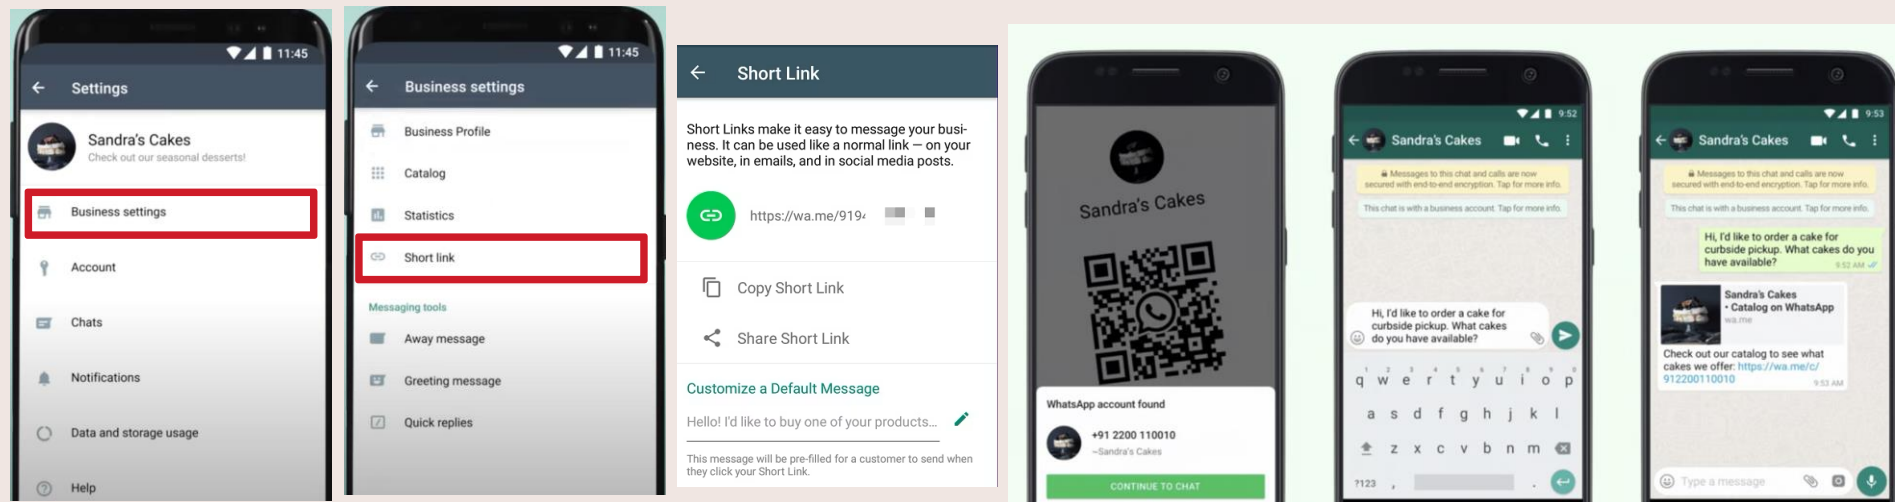 11:45
Settings
Sandra's Cakes
Check out our seasonal desserts!
Business settings
Account
Chats
Notifications
Data and storage usage
Help
11:45
Business settings
Business Profile
Catalog
Statistics
Short link
Messaging tools
Away message
Greeting message
Quick replies
Short Link
Short Links make it easy to message your busi-
ness. It can be used like a normal link — on your
website, in emails, and in social media posts.
https://wa.me/919
Copy Short Link
Share Short Link
Customize a Default Message
Hello! I'd like to buy one of your products...
This message will be pre-filled for a customer to send when
they click your Short Link.
Sandra's Cakes
WhatsApp account found
+91 2200 110010
~Sandra's Cakes
CONTINUE TO CHAT
9:52
Sandra's Cakes
Messages to this chat and calls are now
secured with end-to-end encryption. Tap for more info.
This chat is with a business account. Tap for more info.
Hi, I'd like to order a cake for
curbside pickup. What cakes
do you have available?
1 2 3 4 5 6 7 8 9 0
q w e r t y u i o p
a s d f g h j k l
z x c v b n m
?123 , .
9:53
Sandra's Cakes
Messages to this chat and calls are now
secured with end-to-end encryption. Tap for more info.
This chat is with a business account. Tap for more info.
Hi, I'd like to order a cake for
curbside pickup. What cakes do you
have available?
9:52 AM
Sandra's Cakes
• Catalog on WhatsApp
wa.me
Check out our catalog to see what
cakes we offer: https://wa.me/c/
912200110010
9:53 AM
Type a message